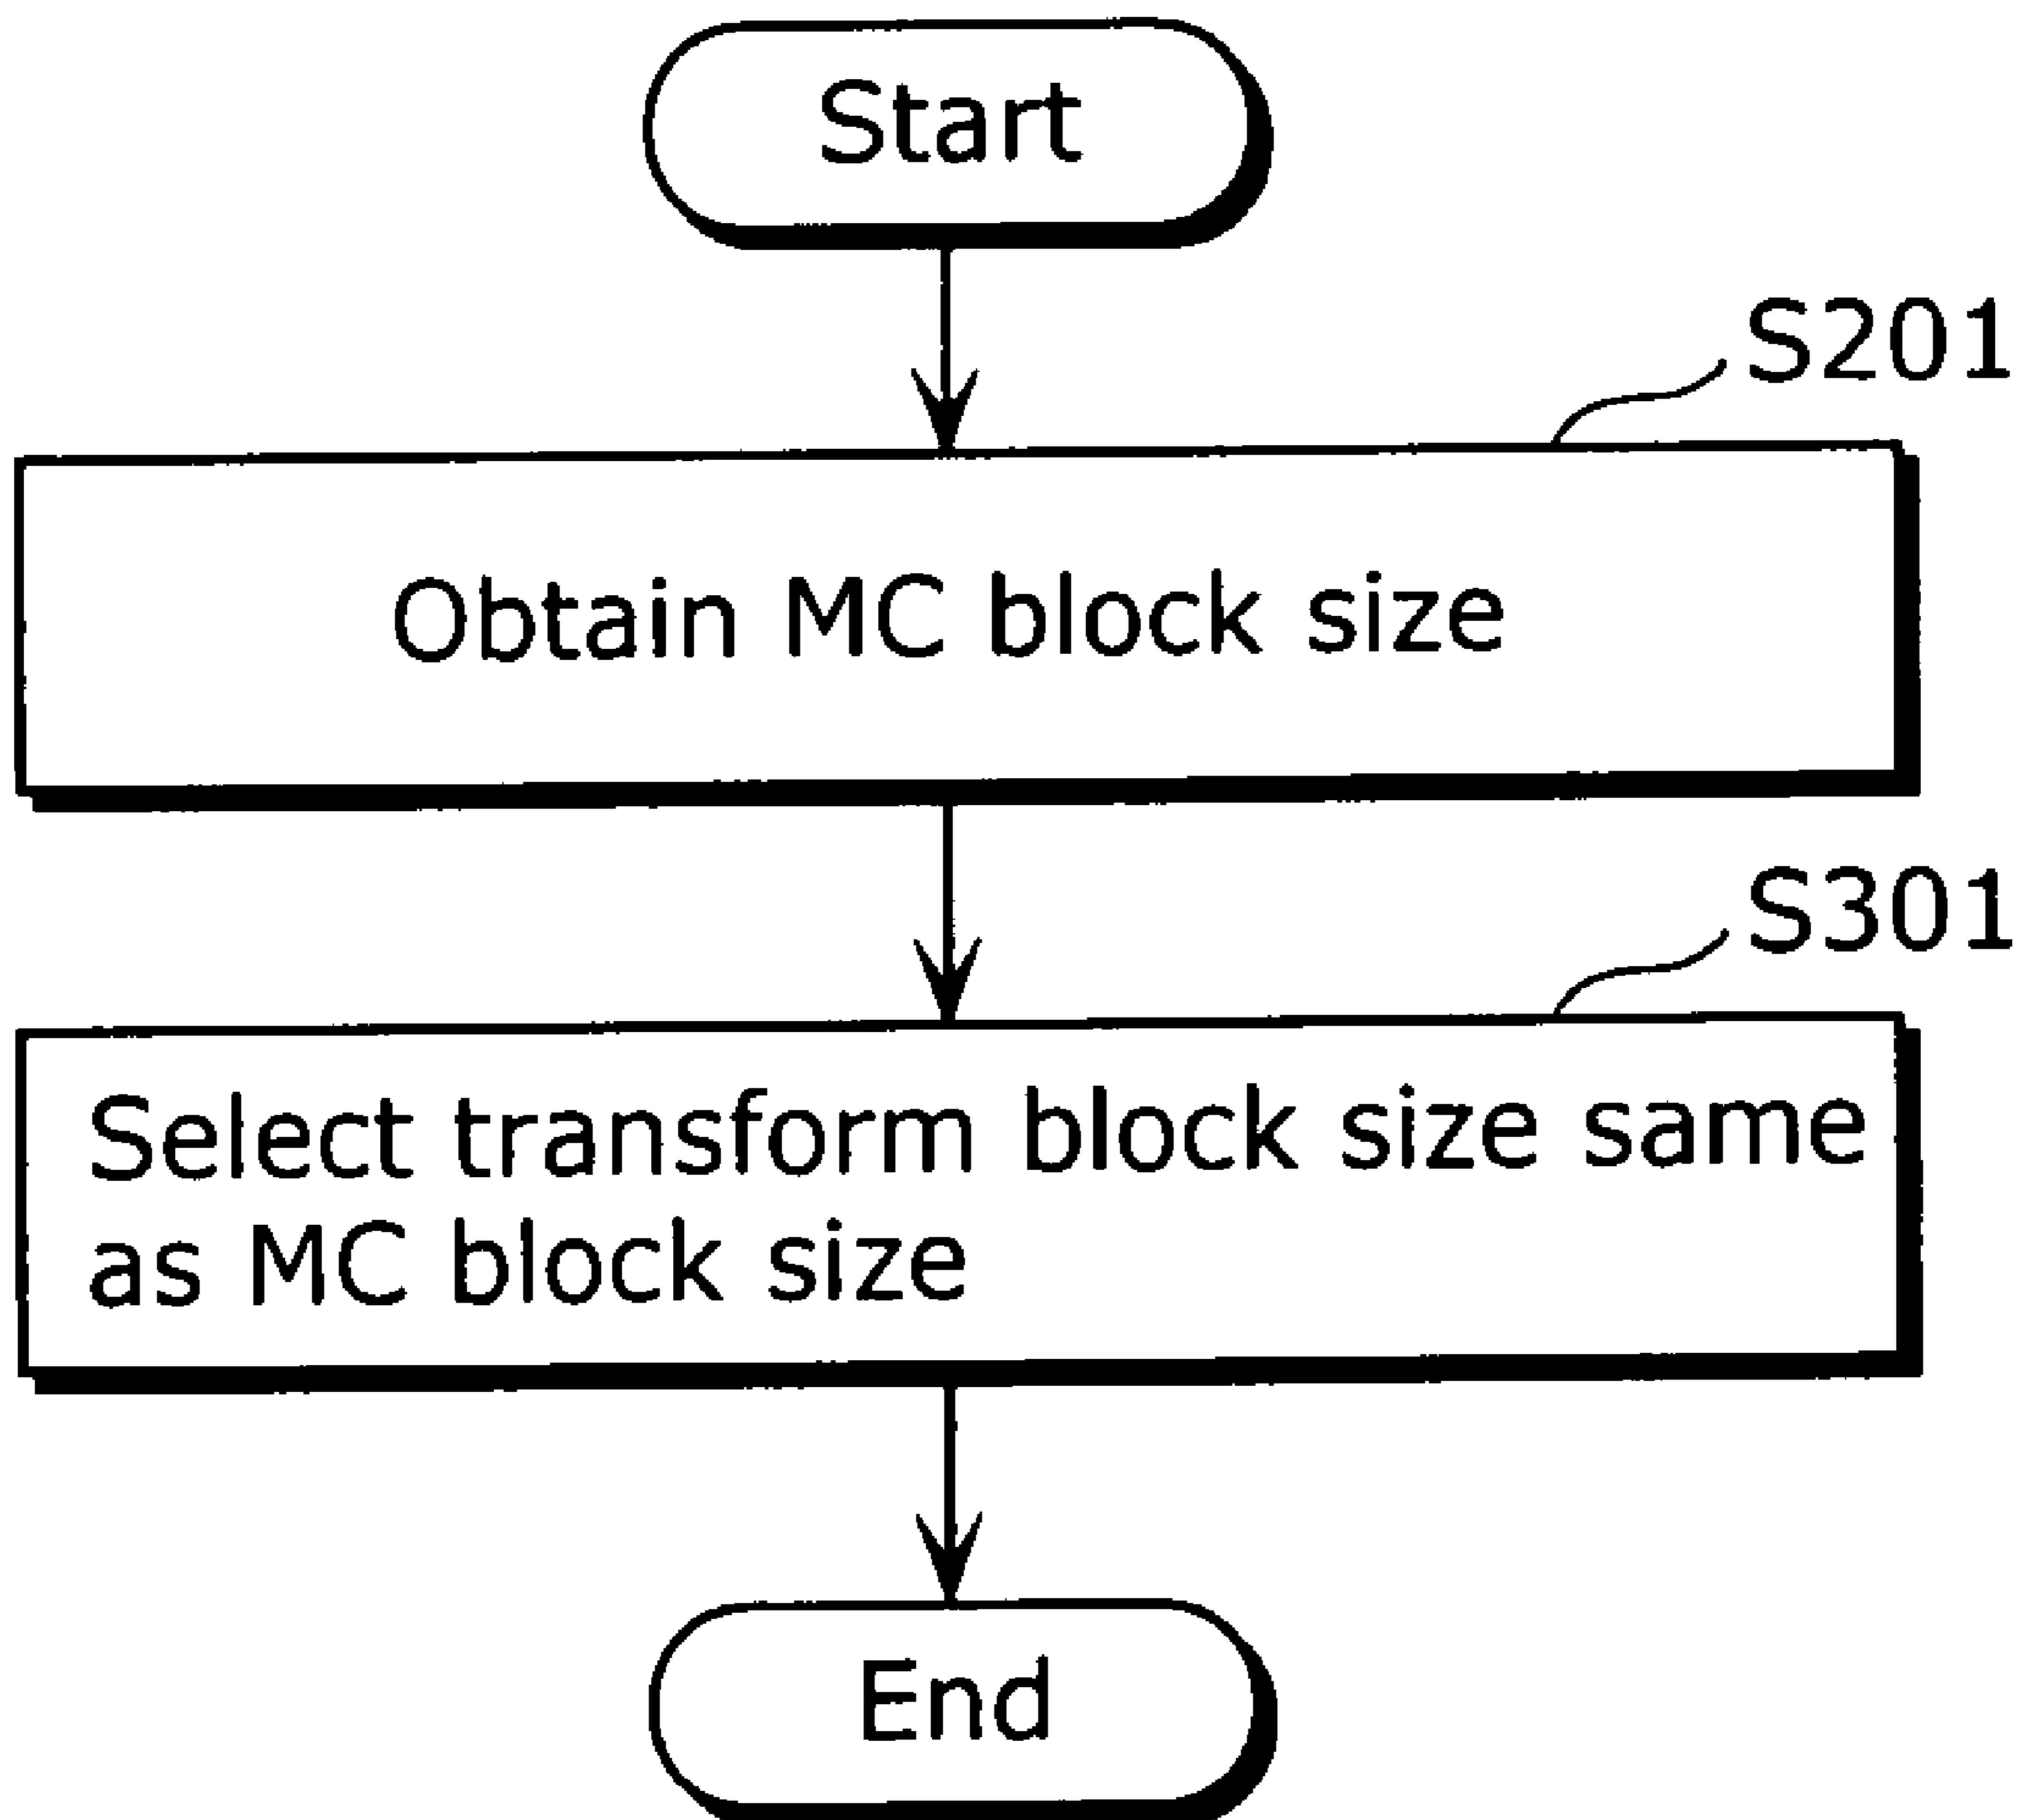 Start
S201
Obtain MC block size
S301
Select transform block size same
as MC block size
End